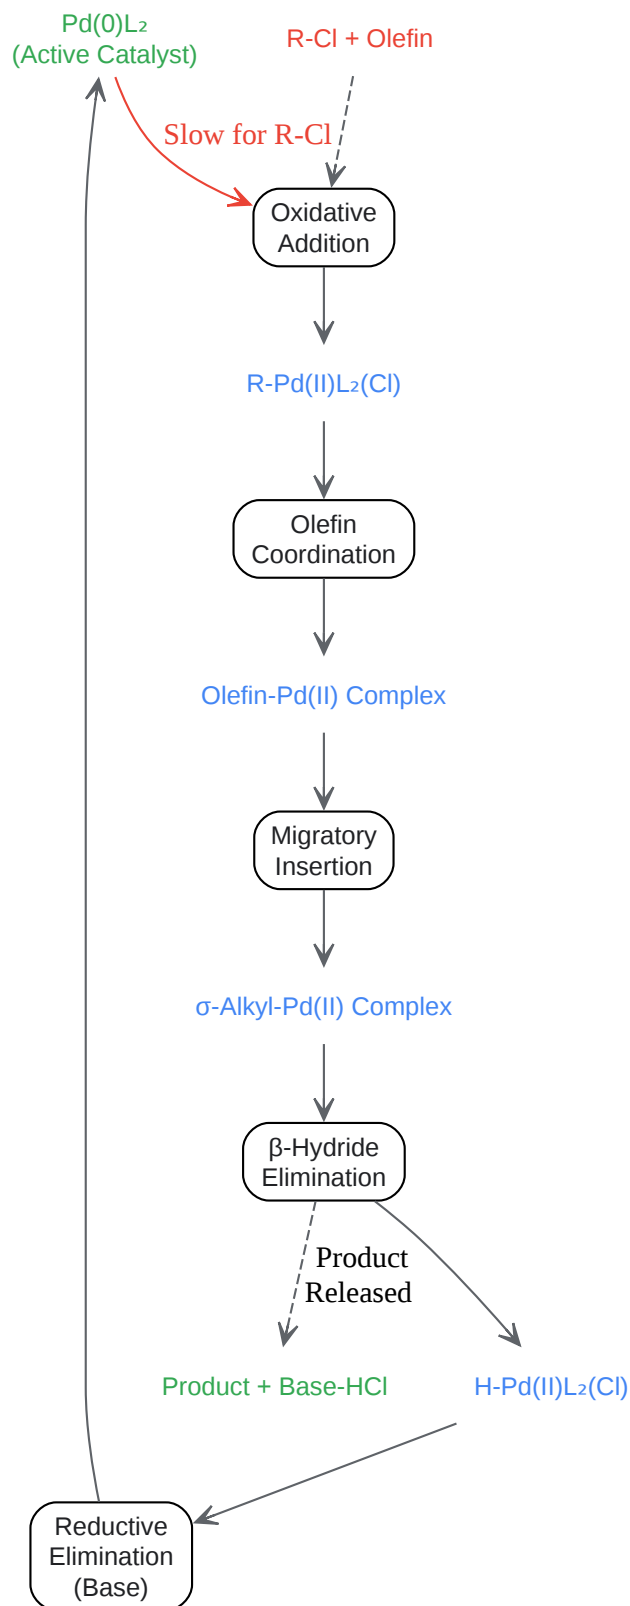 Pd(0)L₂
(Active Catalyst)
R-Cl + Olefin
Slow for R-Cl
Oxidative
Addition
R-Pd(II)L₂(Cl)
Olefin
Coordination
Olefin-Pd(II) Complex
Migratory
Insertion
σ-Alkyl-Pd(II) Complex
β-Hydride
Elimination
Product
Released
Product + Base-HCl
H-Pd(II)L₂(Cl)
Reductive
Elimination
(Base)